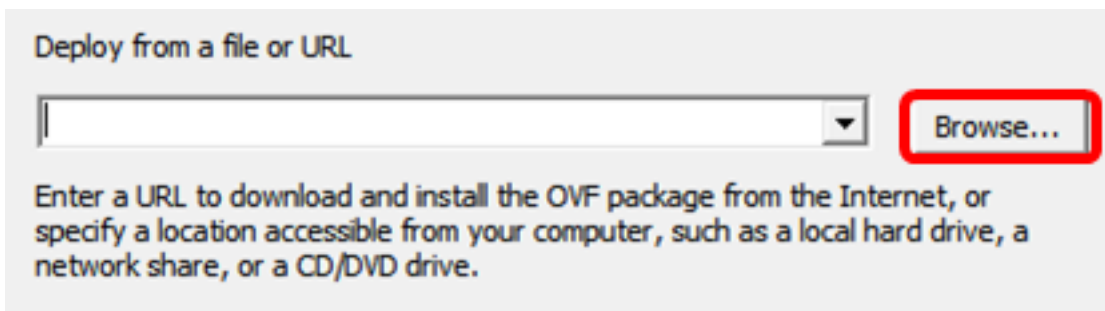 Deploy from a file or URL
Browse...
Enter a URL to download and install the OVF package from the Internet, or
specify a location accessible from your computer, such as a local hard drive, a
network share, or a CD/DVD drive.